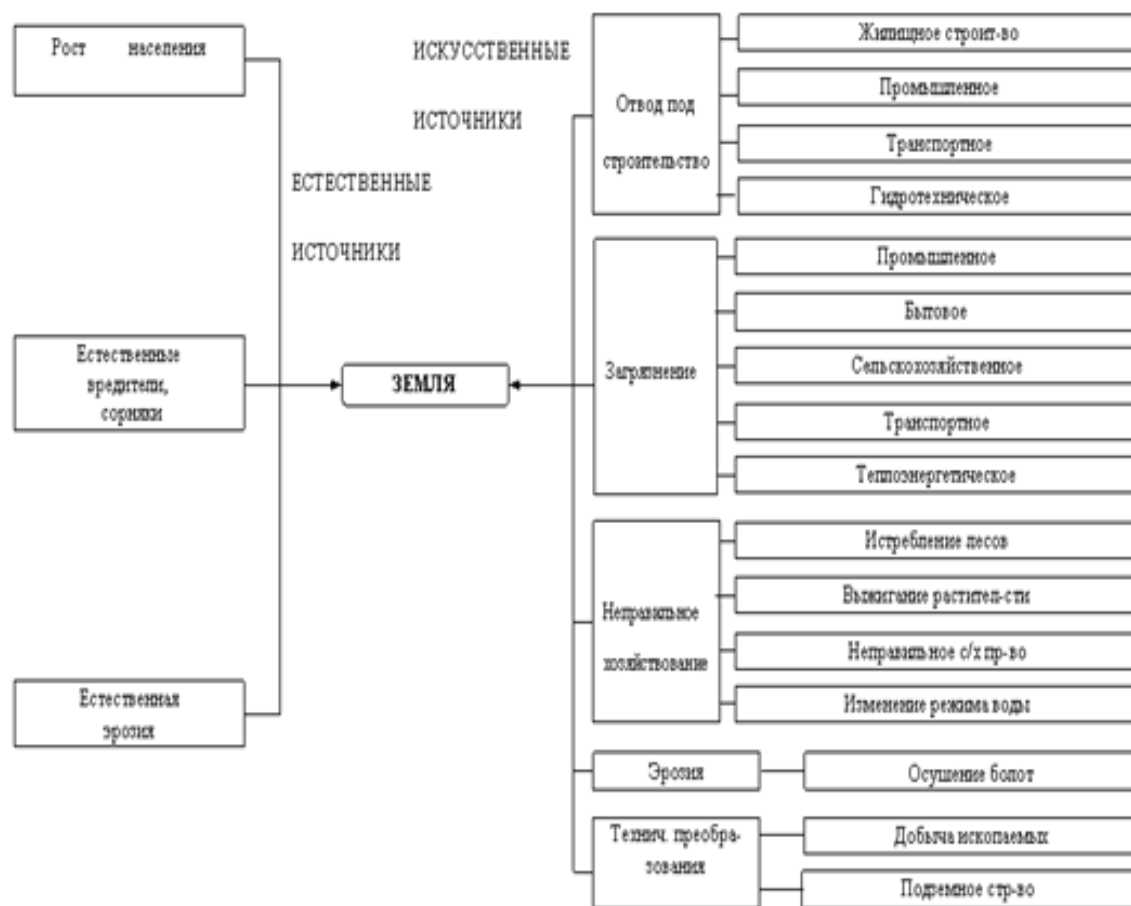 Рост населения
ЕСТЕСТВЕННЫЕ
ИСТОЧНИКИ
Естественные
вредители,
сорняки
Естественная
эрозия
ЗЕМЛЯ
ИСКУССТВЕННЫЕ
ИСТОЧНИКИ
Отвод под
строительство
Жилищное строит-во
Промышленное
Транспортное
Гидротехническое
Загрязнение
Промышленное
Бытовое
Сельскохозяйственное
Транспортное
Теплоэнергетическое
Неправильное
хозяйствование
Истребление лесов
Выжигание растител-сти
Неправильное с/х пр-во
Изменение режима воды
Эрозия
Осушение болот
Технич. преобра-
зования
Добыча ископаемых
Подземное стр-во